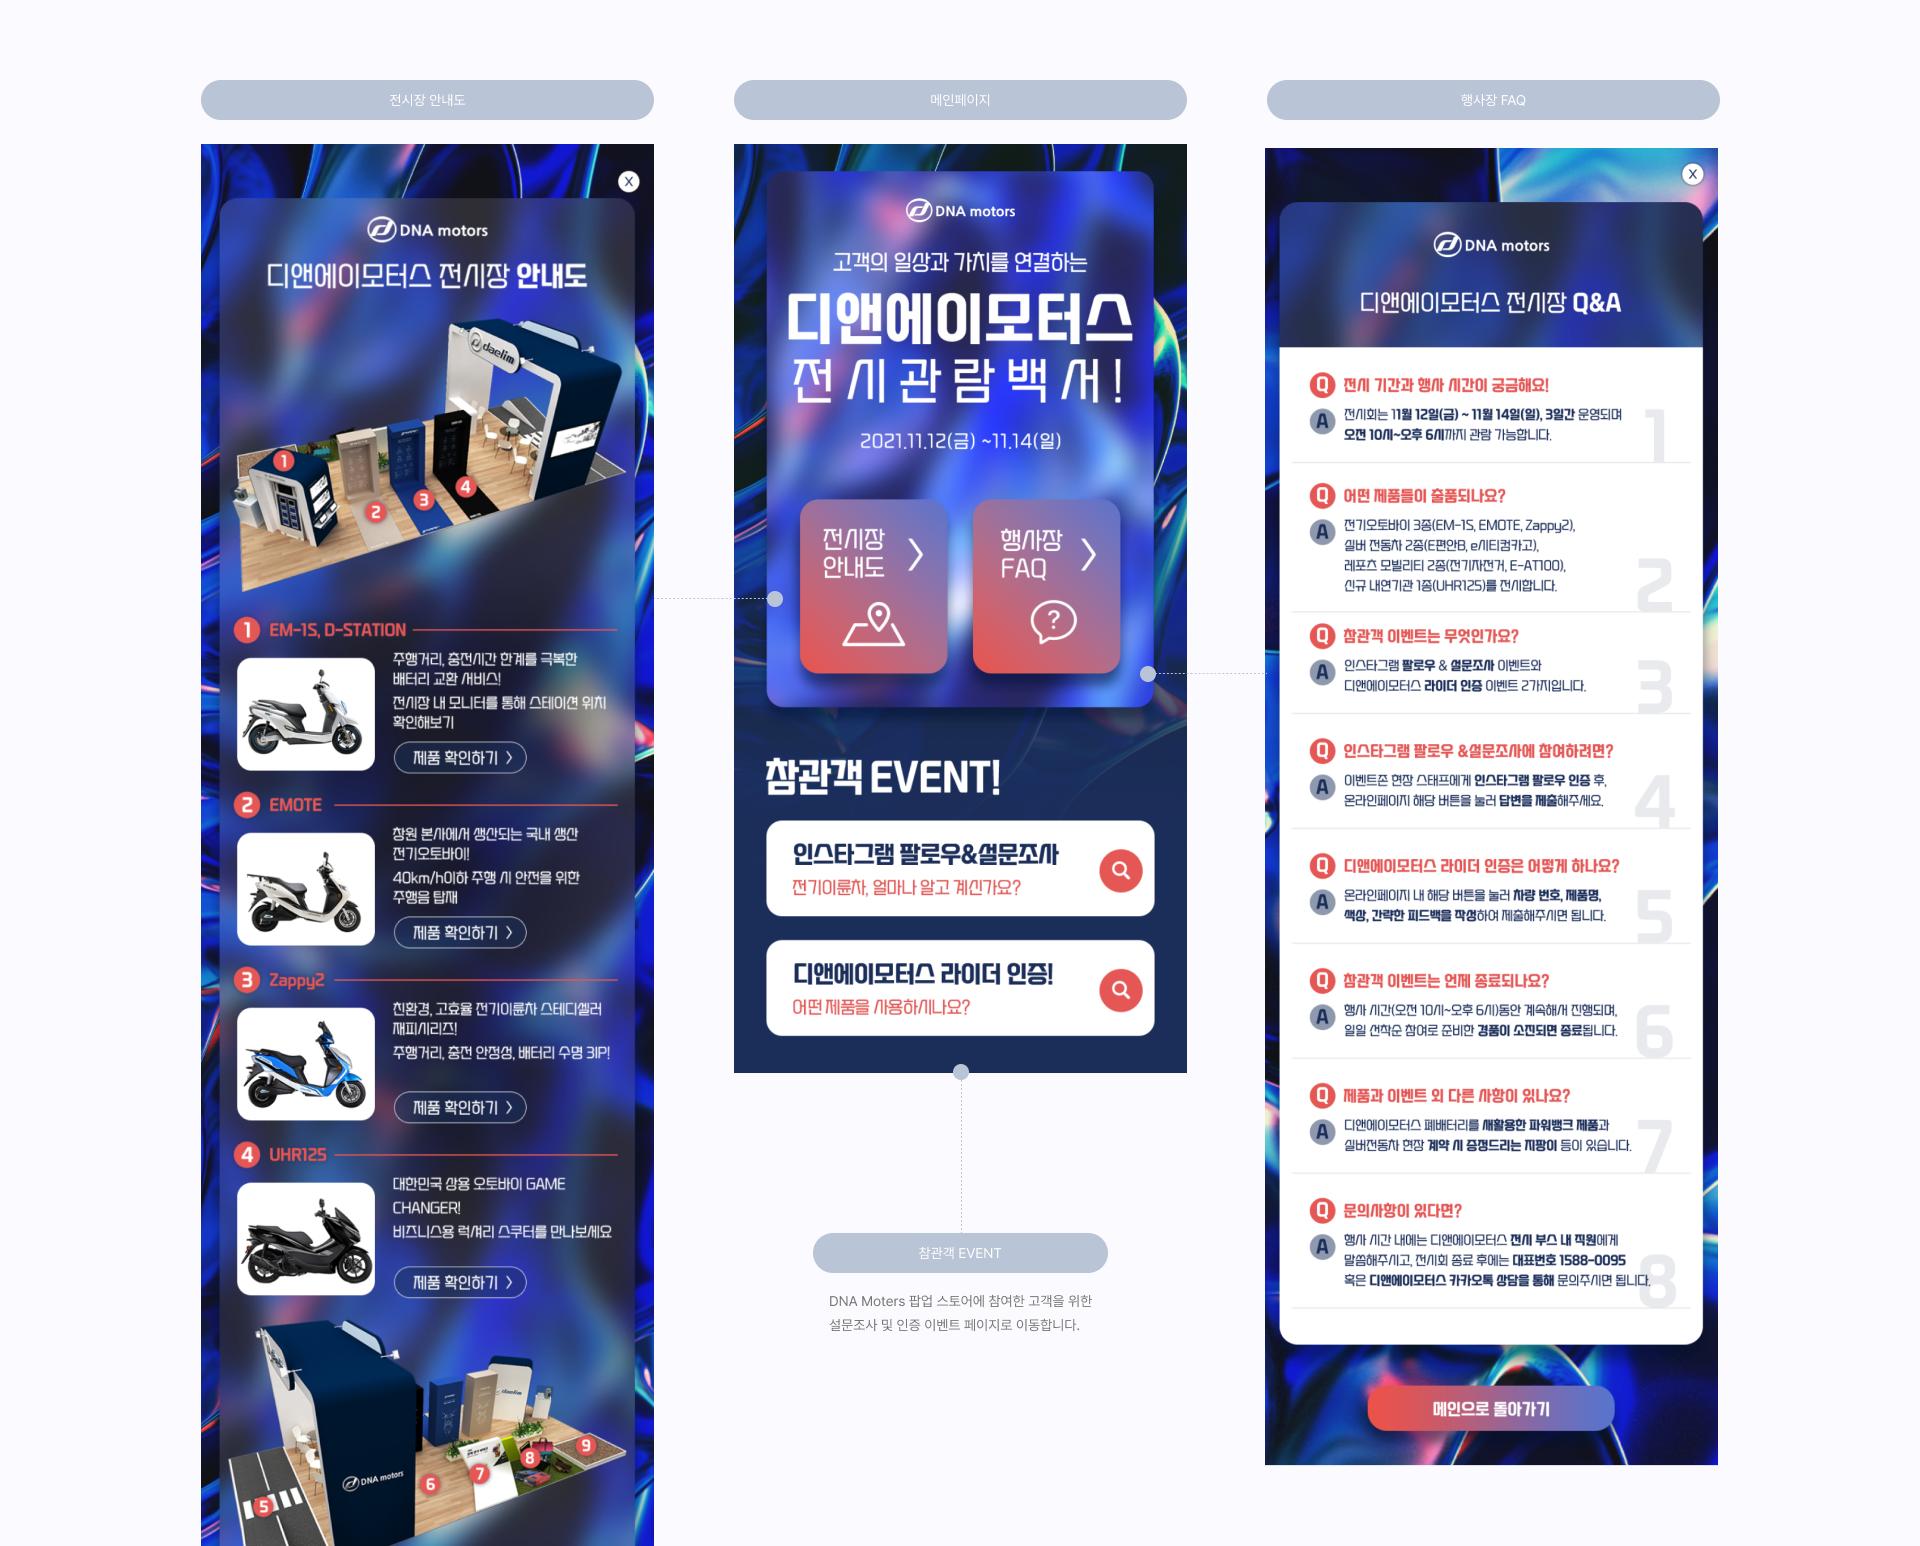 전시장 안내도
X
DNA motors
디앤에이모터스 전시장 안내도
daelim
1
2
3
4
1 EM-1S, D-STATION
주행거리, 충전시간 한계를 극복한
배터리 교환 서비스!
전시장 내 모니터를 통해 스테이션 위치
확인해보기
제품 확인하기 >
2 EMOTE
창원 본사에서 생산되는 국내 생산
전기오토바이!
40km/h이하 주행 시 안전을 위한
주행음 탑재
제품 확인하기 >
3 Zappy2
친환경, 고효율 전기이륜차 스테디셀러
재피시리즈!
주행거리, 충전 안정성, 배터리 수명 3IP!
제품 확인하기 >
4 UHR125
대한민국 상용 오토바이 GAME
CHANGER!
비즈니스용 럭셔리 스쿠터를 만나보세요
제품 확인하기 >
daelim
DNA motors
5
6
7
8
9
메인페이지
DNA motors
고객의 일상과 가치를 연결하는
디앤에이모터스
전시관람백서!
2021.11.12(금) ~11.14(일)
전시장
안내도
행사장
FAQ
?
참관객 EVENT!
인스타그램 팔로우&설문조사
전기이륜차, 얼마나 알고 계신가요?
디앤에이모터스 라이더 인증!
어떤 제품을 사용하시나요?
참관객 EVENT
DNA Moters 팝업 스토어에 참여한 고객을 위한
설문조사 및 인증 이벤트 페이지로 이동합니다.
행사장 FAQ
X
DNA motors
디앤에이모터스 전시장 Q&A
Q 전시 기간과 행사 시간이 궁금해요!
A 전시회는 11월 12일(금) ~ 11월 14일(일), 3일간 운영되며
오전 10시~오후 6시까지 관람 가능합니다.
1
Q 어떤 제품들이 출품되나요?
A 전기오토바이 3종(EM-1S, EMOTE, Zappy2),
실버 전동차 2종(E편안B, e시티컴카고),
레포츠 모빌리티 2종(전기자전거, E-AT100),
신규 내연기관 1종(UHR125)를 전시합니다.
2
Q 참관객 이벤트는 무엇인가요?
A 인스타그램 팔로우 & 설문조사 이벤트와
디앤에이모터스 라이더 인증 이벤트 2가지입니다.
3
Q 인스타그램 팔로우 &설문조사에 참여하려면?
A 이벤트존 현장 스태프에게 인스타그램 팔로우 인증 후,
온라인페이지 해당 버튼을 눌러 답변을 제출해주세요.
4
Q 디앤에이모터스 라이더 인증은 어떻게 하나요?
A 온라인페이지 내 해당 버튼을 눌러 차량 번호, 제품명,
색상, 간략한 피드백을 작성하여 제출해주시면 됩니다.
5
Q 참관객 이벤트는 언제 종료되나요?
A 행사 시간(오전 10시~오후 6시)동안 계속해서 진행되며,
일일 선착순 참여로 준비한 경품이 소진되면 종료됩니다.
6
Q 제품과 이벤트 외 다른 사항이 있나요?
A 디앤에이모터스 폐배터리를 새활용한 파워뱅크 제품과
실버전동차 현장 계약 시 증정드리는 지팡이 등이 있습니다.
7
Q 문의사항이 있다면?
A 행사 시간 내에는 디앤에이모터스 전시 부스 내 직원에게
말씀해주시고, 전시회 종료 후에는 대표번호 1588-0095
혹은 디앤에이모터스 카카오톡 상담을 통해 문의주시면 됩니다.
8
메인으로 돌아가기